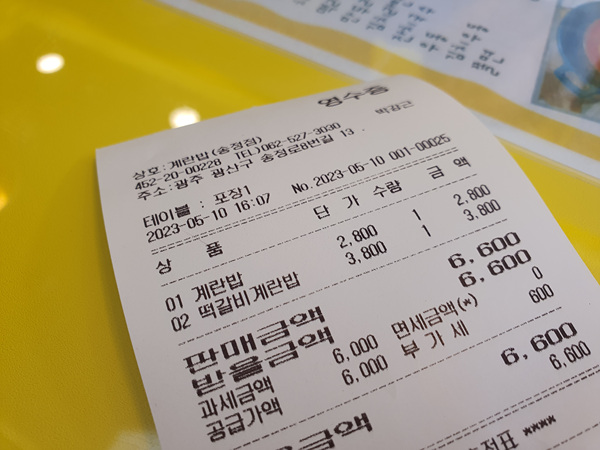 영수증
상호:계란밥(송정점) 박광근
452-20-00228 TEL)062-527-3030
주소:광주 광산구 송정로8번길 13
테이블 : 포장1 No.2023-05-10 001-00025
2023-05-10 16:07
상 품 단 가 수량 금 액
01 계란밥 2,800 1 2,800
02 떡갈비계란밥 3,800 1 3,800
판매금액 6,600
받을금액 6,600
과세금액 6,000 면세금액(*) 0
공급가액 6,000 부 가 세 600
은금액 6,600
6,600
****